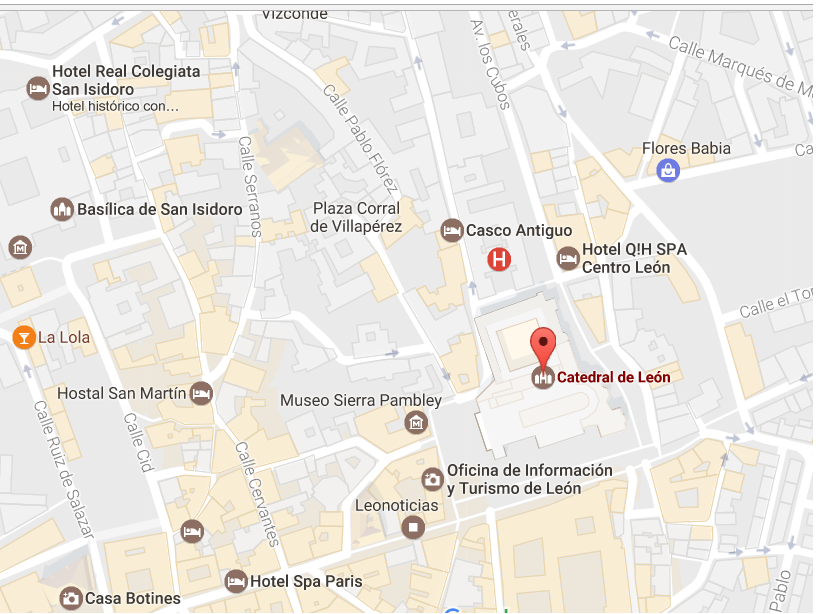 Vizconde
Av. los Cubos
Calle Marqués de
Hotel Real Colegiata
San Isidoro
Hotel histórico con...
Calle Pablo Flórez
Calle Serranos
Flores Babia
Basílica de San Isidoro
Plaza Corral
de Villapérez
Casco Antiguo
H
Hotel Q!H SPA
Centro León
Calle el
La Lola
Catedral de León
Hostal San Martín
Museo Sierra Pambley
Calle Ruiz de Salazar
Calle Cid
Calle Cervantes
Oficina de Información
y Turismo de León
Leonoticias
Hotel Spa Paris
Casa Botines
Pablo